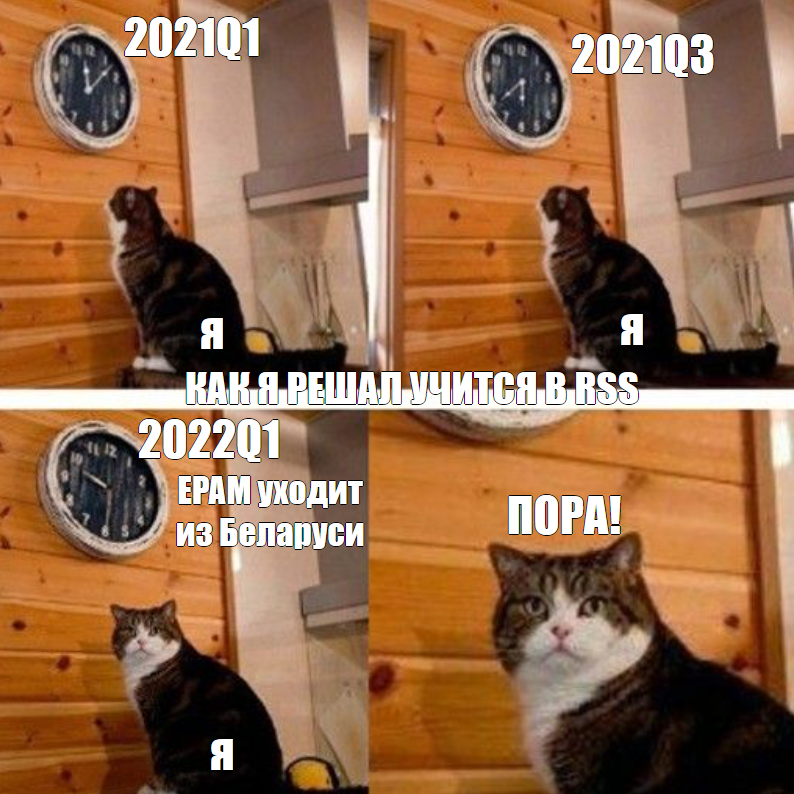 2021Q1
2021Q3
Я
Я
КАК Я РЕШАЛ УЧИТСЯ В RSS
2022Q1
EPAM уходит
из Беларуси
ПОРА!
Я